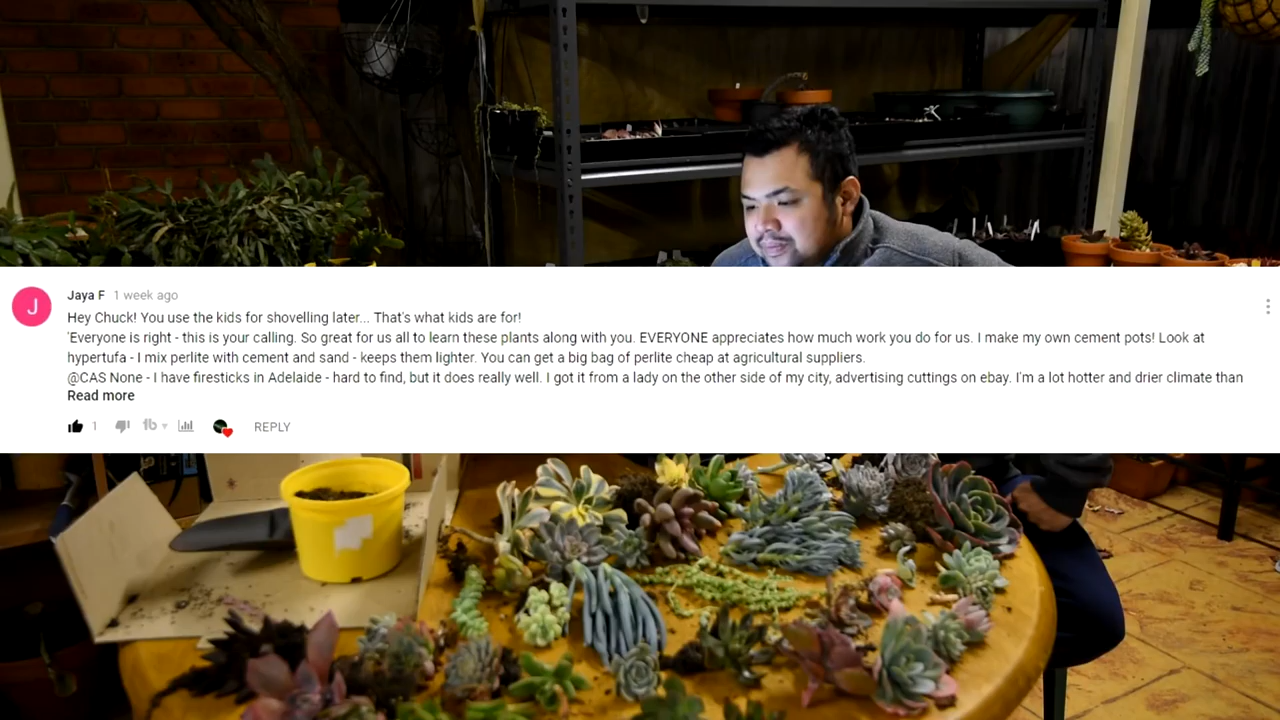 J
Jaya F 1 week ago
Hey Chuck! You use the kids for shovelling later... That's what kids are for!
'Everyone is right - this is your calling. So great for us all to learn these plants along with you. EVERYONE appreciates how much work you do for us. I make my own cement pots! Look at
hypertufa - I mix perlite with cement and sand - keeps them lighter. You can get a big bag of perlite cheap at agricultural suppliers.
@CAS None - I have firesticks in Adelaide - hard to find, but it does really well. I got it from a lady on the other side of my city, advertising cuttings on ebay. I'm a lot hotter and drier climate than
Read more
1 tb REPLY